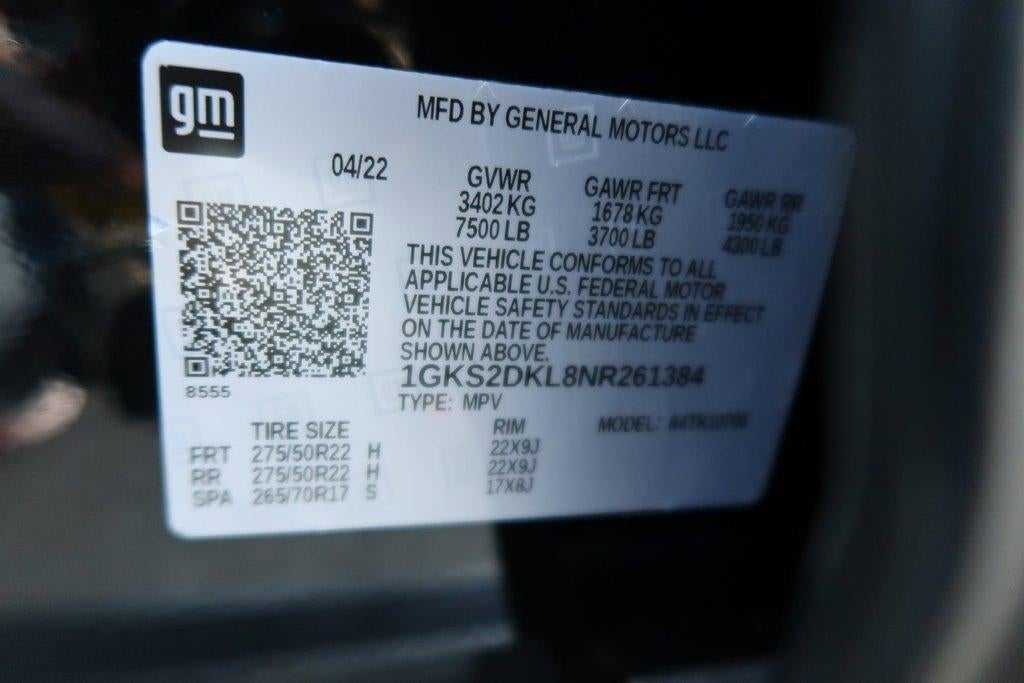 gm
MFD BY GENERAL MOTORS LLC
04/22
GVWR GAWR FRT GAWR RR
3402 KG 1678 KG 1950 KG
7500 LB 3700 LB 4300 LB
THIS VEHICLE CONFORMS TO ALL
APPLICABLE U.S. FEDERAL MOTOR
VEHICLE SAFETY STANDARDS IN EFFECT
ON THE DATE OF MANUFACTURE
SHOWN ABOVE.
1GKS2DKL8NR261384
8555
TYPE: MPV
TIRE SIZE RIM MODEL:
FRT 275/50R22 H 22X9J
RR 275/50R22 H 22X9J
SPA 265/70R17 S 17X8J